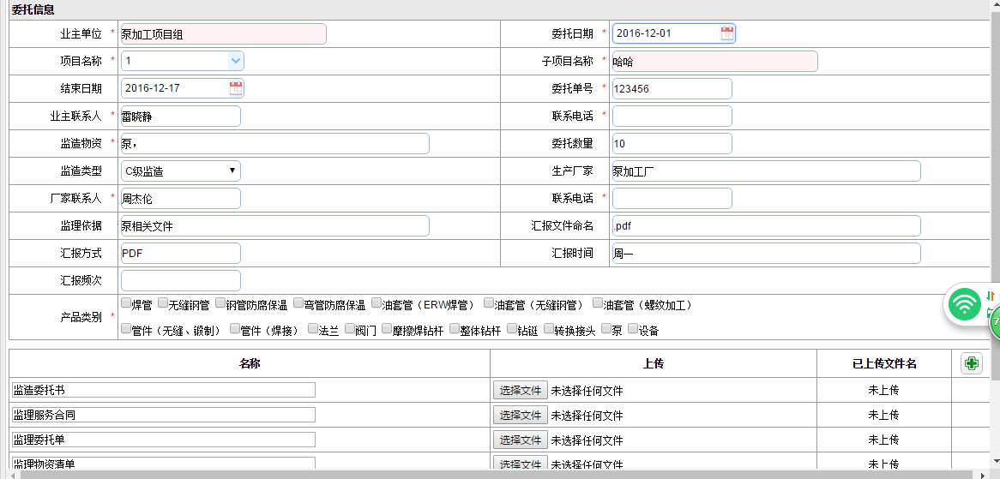 委托信息
业主单位 * 泵加工项目组 委托日期 * 2016-12-01
项目名称 * 1 子项目名称 * 哈哈
结束日期 2016-12-17 委托单号 * 123456
业主联系人 * 雷晓静 联系电话 *
监造物资 * 泵， 委托数量 10
监造类型 C级监造 生产厂家 泵加工厂
厂家联系人 * 周杰伦 联系电话 *
监理依据 泵相关文件 汇报文件命名 .pdf
汇报方式 PDF 汇报时间 周一
汇报频次
产品类别 * 焊管 无缝钢管 钢管防腐保温 弯管防腐保温 油套管（ERW焊管） 油套管（无缝钢管） 油套管（螺纹加工）
管件（无缝、锻制） 管件（焊接） 法兰 阀门 摩擦焊钻杆 整体钻杆 钻铤 转换接头 泵 设备
名称 上传 已上传文件名
监造委托书 选择文件 未选择任何文件 未上传
监理服务合同 选择文件 未选择任何文件 未上传
监理委托单 选择文件 未选择任何文件 未上传
监理物资清单 选择文件 未选择任何文件 未上传